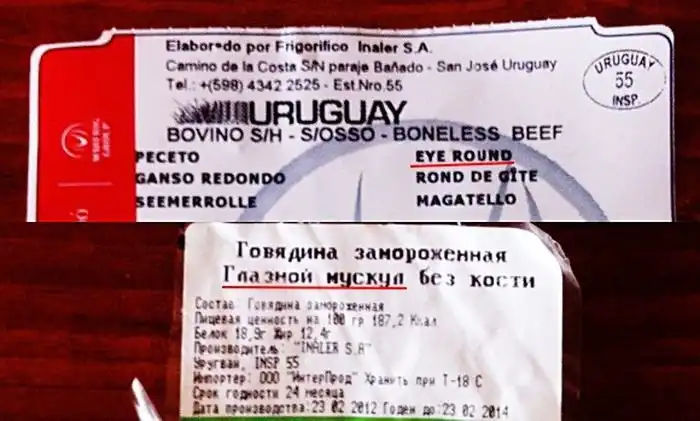 Elabor•do por Frigorifico Inaler S.A.
Camino de la Costa S/N paraje Bañado - San José Uruguay
Tel.: +(598) 4342 2525 - Est.Nro.55
URUGUAY
55
INSP.
URUGUAY
BOVINO S/H - S/OSSO - BONELESS BEEF
PECETO EYE ROUND
GANSO REDONDO ROND DE GÎTE
SEEMERROLLE MAGATELLO
GROUP
Говядина замороженная
Глазной мускул без кости
Состав: Говядина замороженная
Пищевая ценность на 100 гр 187,2 Ккал
Белок 18,9г Жир 12,4г
Производитель: "INALER S.A"
Уругвай, INSP 55
Импортер: ООО "ИнтерПрод" Хранить при Т-18 С
Срок годности 24 месяца
Дата производства:23 02 2012 Годен до:23 02 2014